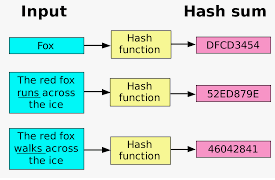 Input
Hash sum
Fox
Hash
function
DFCD3454
The red fox
runs across
the ice
Hash
function
52ED879E
The red fox
walks across
the ice
Hash
function
46042841